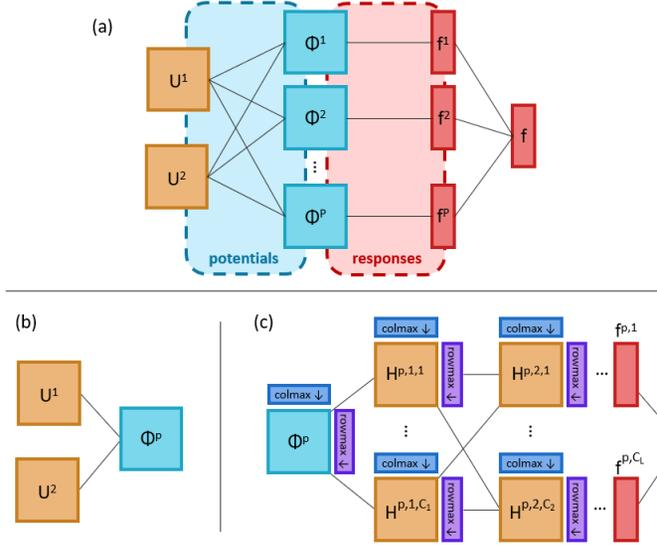 (a)
U¹
U²
Φ¹
Φ²
⋮
Φᴾ
f¹
f²
fᴾ
f
potentials
responses
(b)
U¹
U²
Φᵖ
(c)
colmax ↓
Φᵖ
rowmax ↓
colmax ↓
H^p,1,1
rowmax ↓
colmax ↓
H^p,2,1
rowmax ↓
...
f^p,1
⋮
⋮
colmax ↓
H^p,1,C₁
rowmax ↓
colmax ↓
H^p,2,C₂
rowmax ↓
...
f^p,C_L